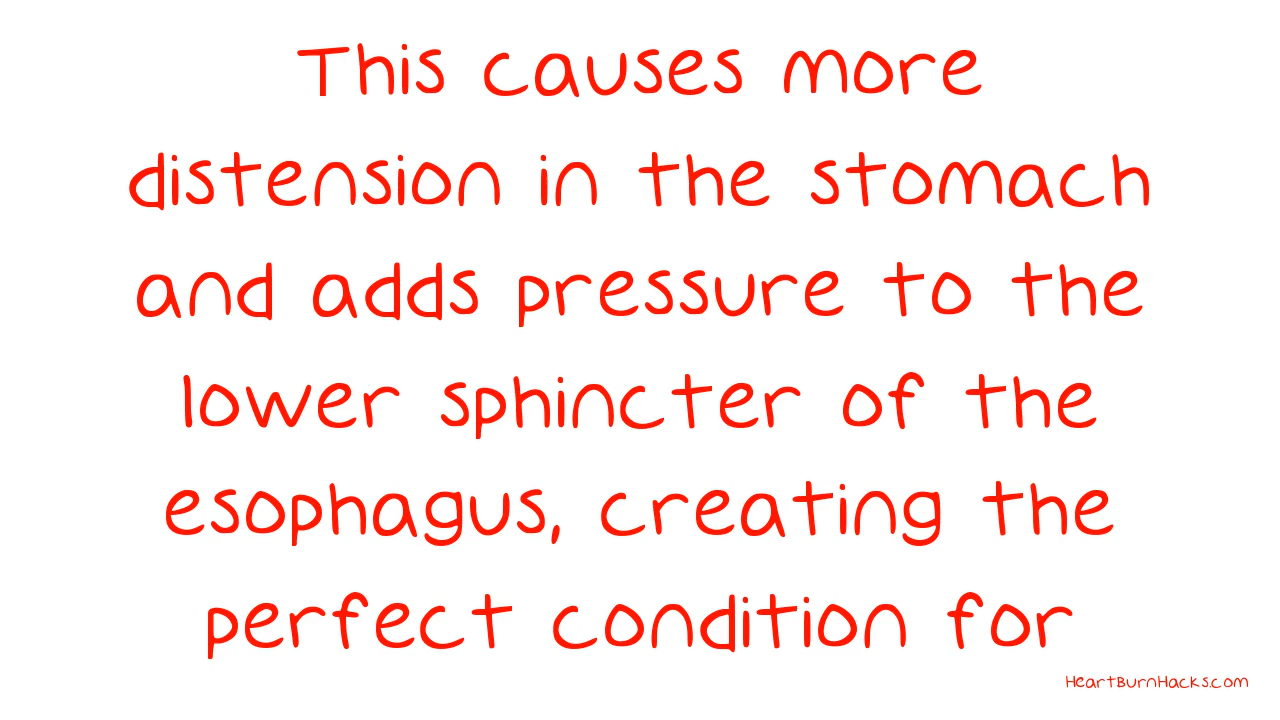 This causes more
distension in the stomach
and adds pressure to the
lower sphincter of the
esophagus, creating the
perfect condition for
HeartBurnHacks.com